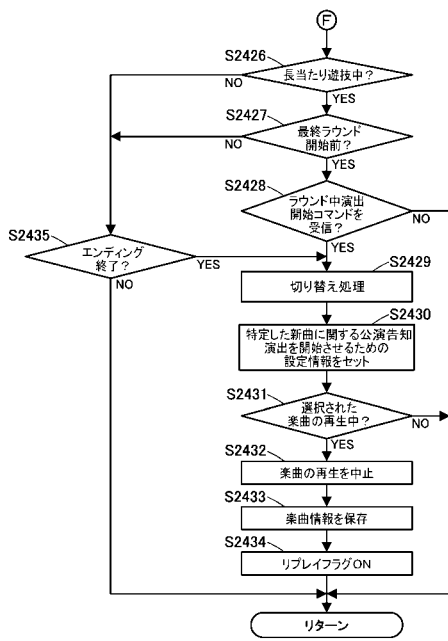 F
S2426
長当たり遊技中?
NO
YES
S2427
最終ラウンド
開始前?
NO
YES
S2428
ラウンド中演出
開始コマンドを
受信?
NO
YES
S2435
エンディング
終了?
YES
NO
S2429
切り替え処理
S2430
特定した新曲に関する公演告知
演出を開始させるための
設定情報をセット
S2431
選択された
楽曲の再生中?
NO
YES
S2432
楽曲の再生を中止
S2433
楽曲情報を保存
S2434
リプレイフラグON
リターン